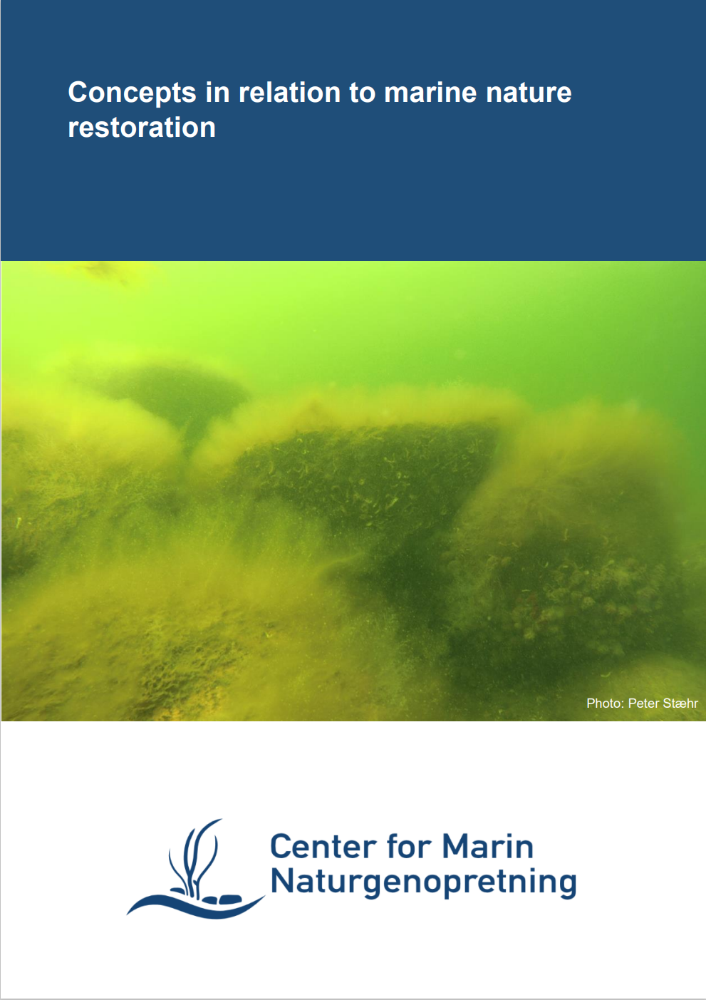 Concepts in relation to marine nature
restoration
Photo: Peter Stæhr
Center for Marin
Naturgenopretning